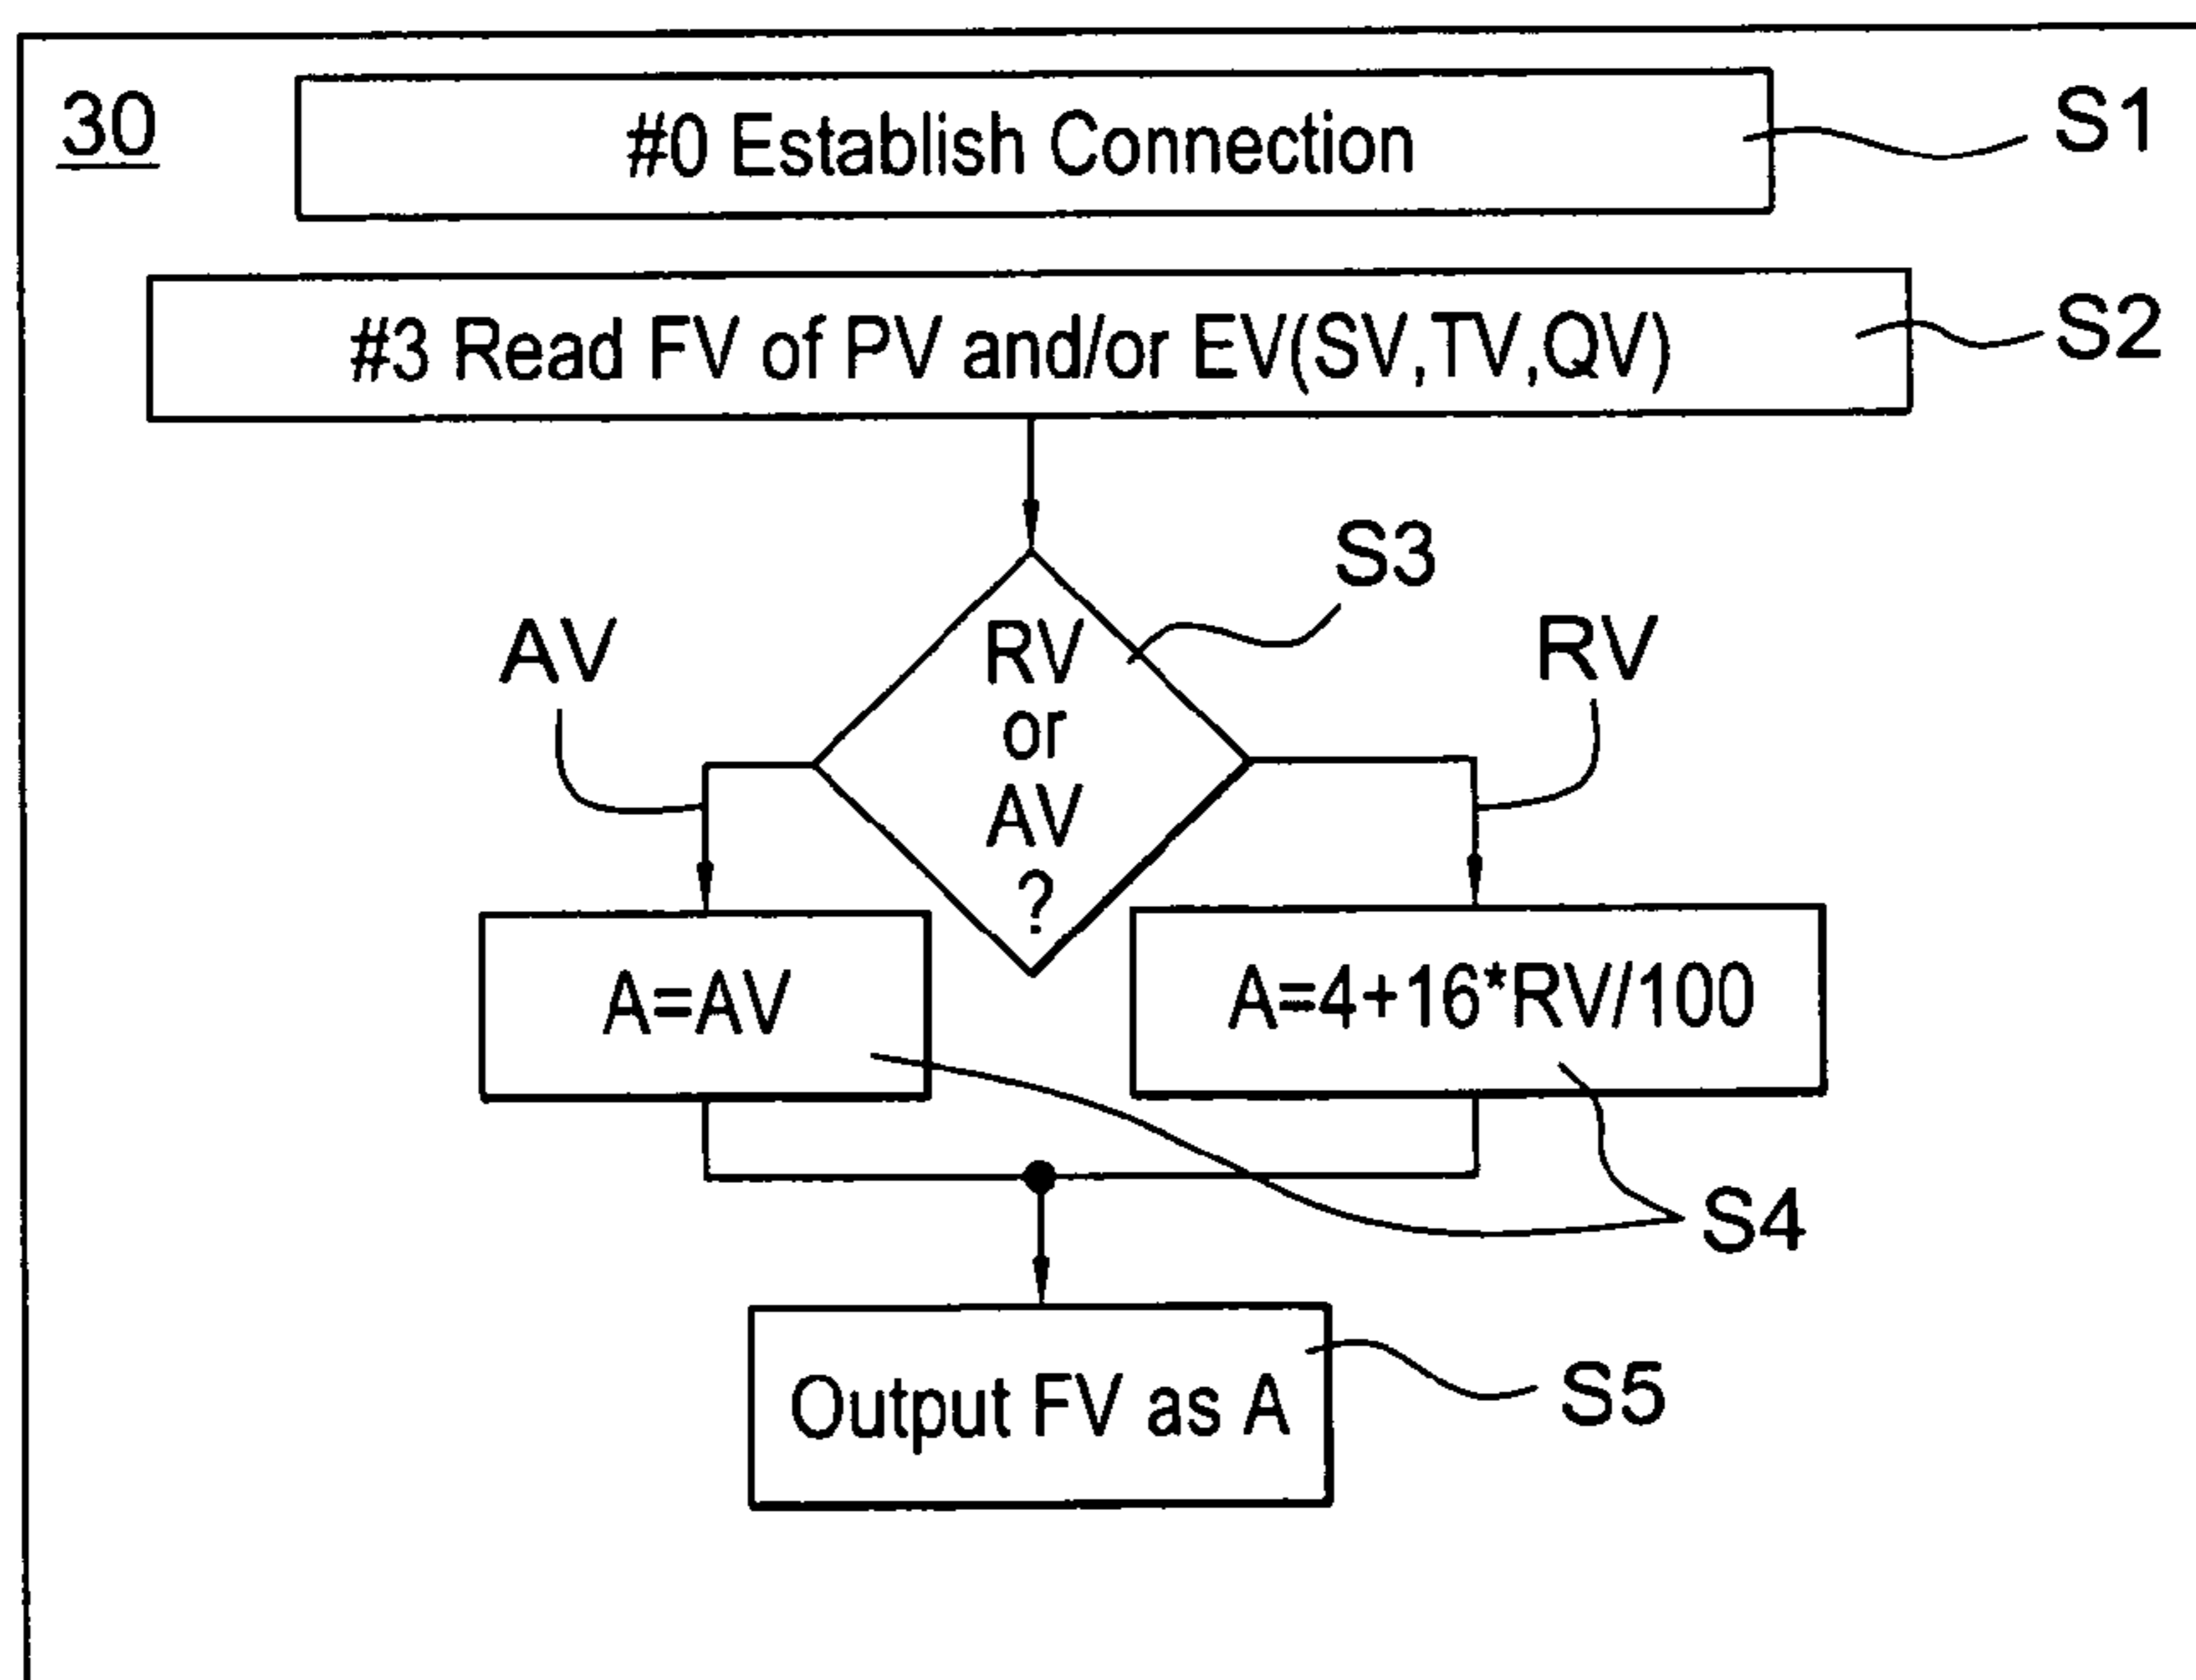 30
#0 Establish Connection
S1
#3 Read FV of PV and/or EV(SV,TV,QV)
S2
S3
AV
RV
or
AV
?
RV
A=AV
A=4+16*RV/100
S4
Output FV as A
S5